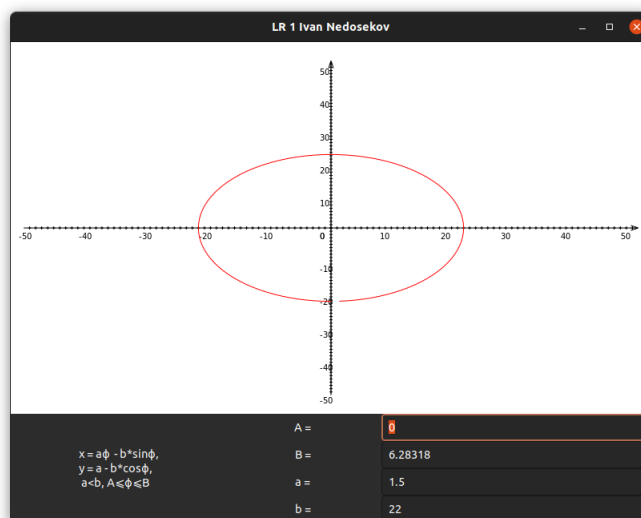 LR 1 Ivan Nedosekov
50
40
30
20
10
-50 -40 -30 -20 -10 0 10 20 30 40 50
-10
-20
-30
-40
-50
A = 0
x = aϕ - b*sinϕ,
y = a - b*cosϕ,
a<b, A⩽ϕ⩽B
B = 6.28318
a = 1.5
b = 22